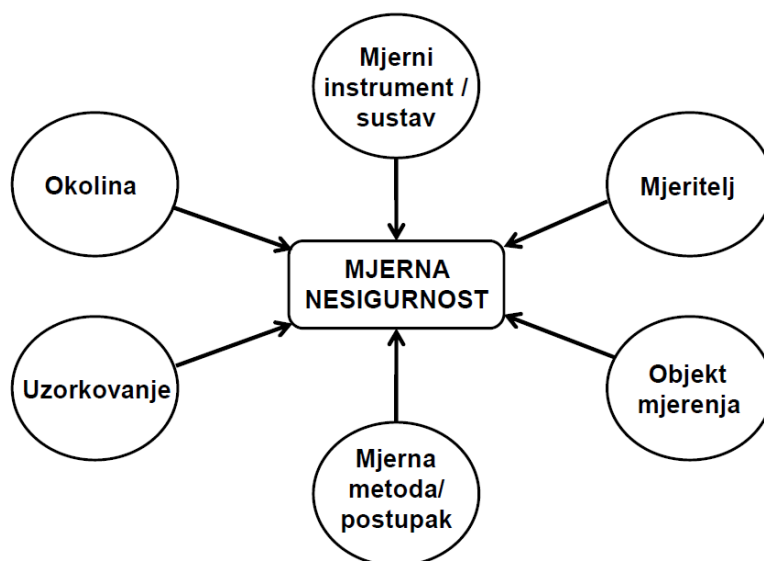 Mjerni
instrument /
sustav
Okolina
Mjeritelj
MJERNA
NESIGURNOST
Uzorkovanje
Objekt
mjerenja
Mjerna
metoda/
postupak